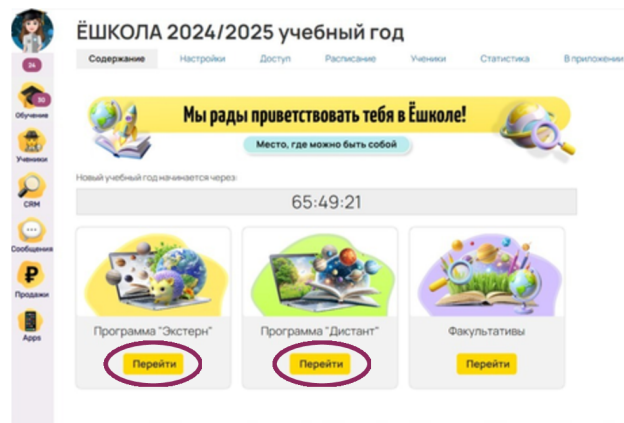 ЁШКОЛА 2024/2025 учебный год
Содержание Настройки Доступ Расписание Ученики Статистика В приложении
24
30
Обучение
Ученики
CRM
Сообщения
Продажи
Apps
Мы рады приветствовать тебя в Ёшколе!
Место, где можно быть собой
Новый учебный год начинается через:
65:49:21
Программа "Экстерн" Программа "Дистант" Факультативы
Перейти Перейти Перейти